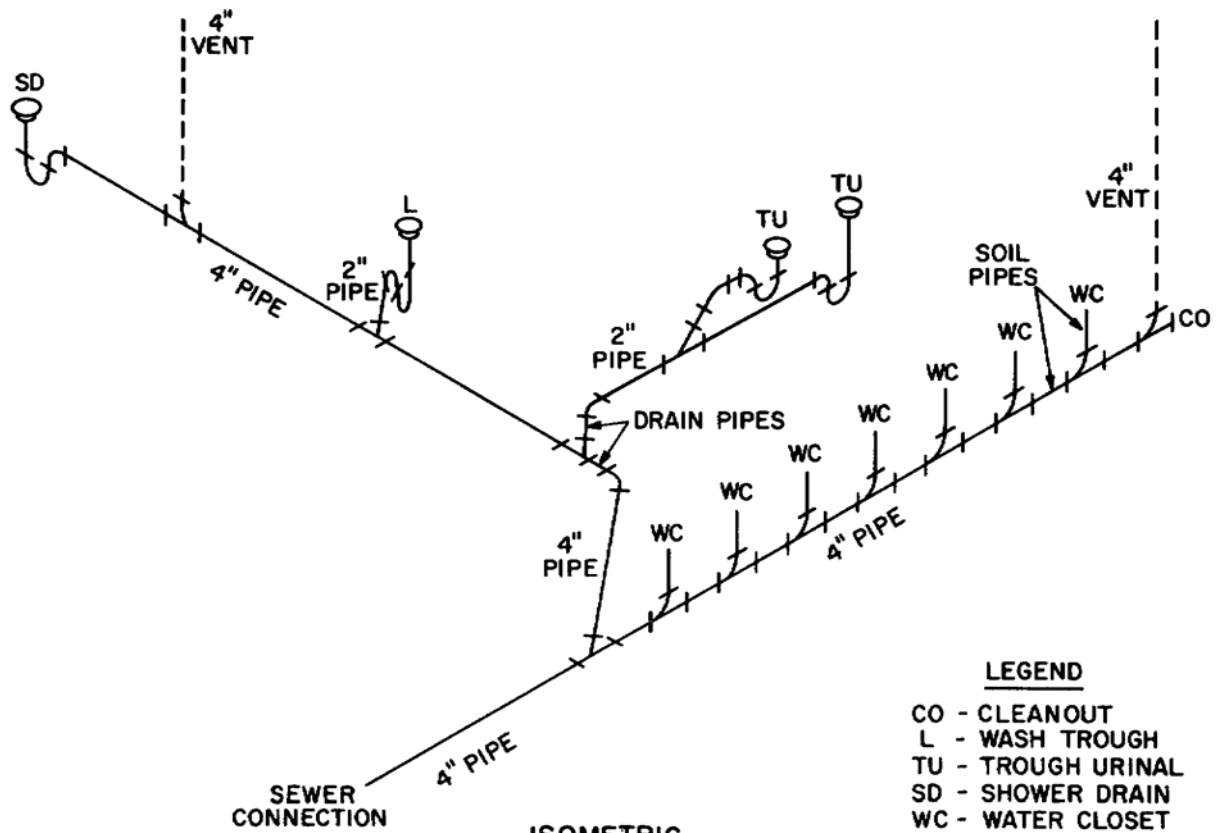 4"
VENT
SD
L
2"
PIPE
4" PIPE
TU
TU
2"
PIPE
DRAIN PIPES
4"
VENT
SOIL
PIPES
WC
CO
WC
WC
WC
WC
WC
WC
4"
PIPE
4" PIPE
4" PIPE
SEWER
CONNECTION
ISOMETRIC
LEGEND
CO - CLEANOUT
L - WASH TROUGH
TU - TROUGH URINAL
SD - SHOWER DRAIN
WC - WATER CLOSET